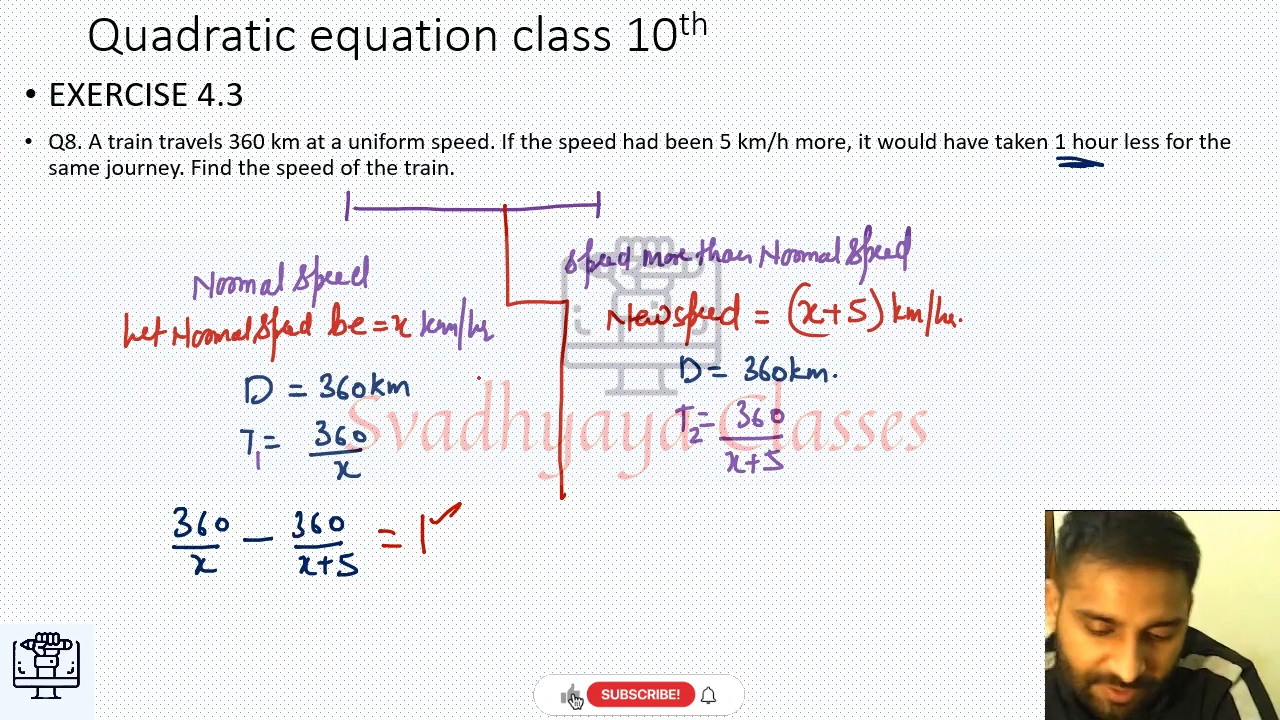 Quadratic equation class 10th
• EXERCISE 4.3
• Q8. A train travels 360 km at a uniform speed. If the speed had been 5 km/h more, it would have taken 1 hour less for the
same journey. Find the speed of the train.
Normal Speed
Let Normal Speed be = x km/hr
D = 360km
T1 = 360/x
Speed more than Normal Speed
New speed = (x+5) km/hr.
D = 360km.
T2 = 360/x+5
360/x - 360/x+5 = 1
Svadhyaya Classes
SUBSCRIBE!